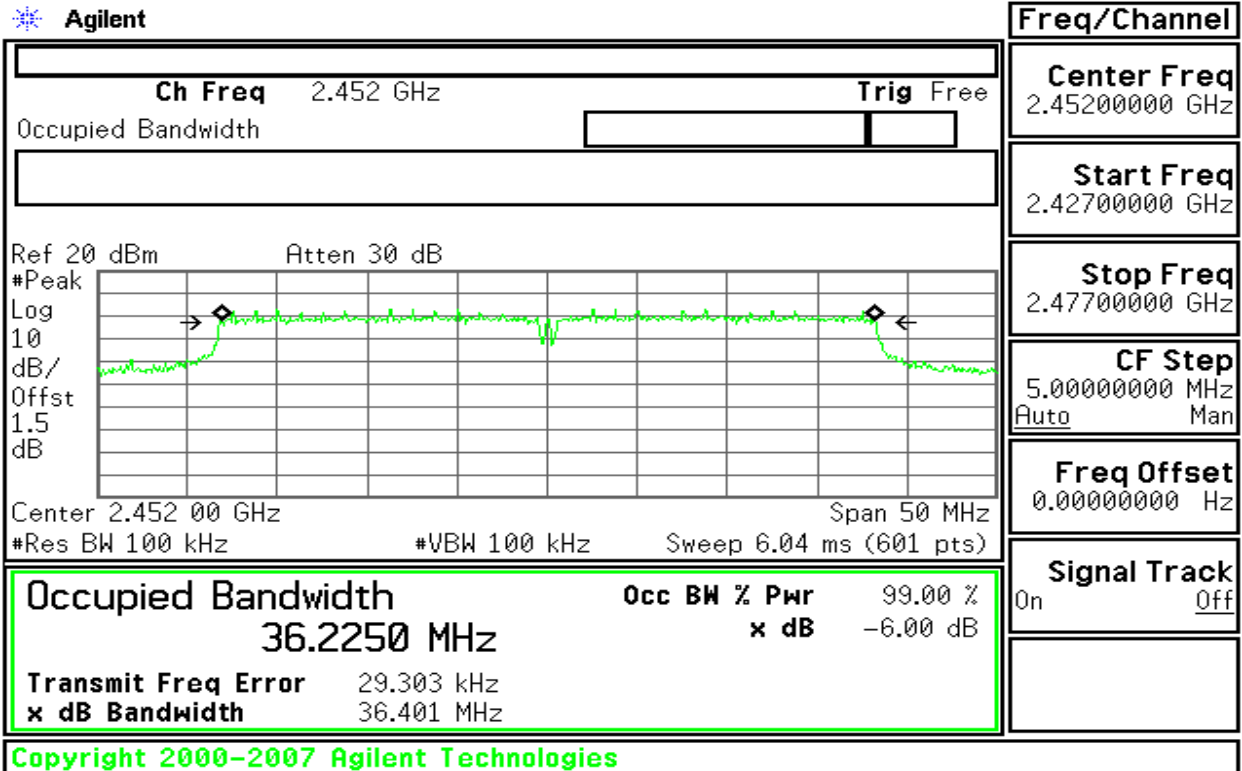 Agilent
Freq/Channel
Ch Freq 2.452 GHz Trig Free
Occupied Bandwidth
Center Freq
2.45200000 GHz
Start Freq
2.42700000 GHz
Stop Freq
2.47700000 GHz
CF Step
5.00000000 MHz
Auto Man
Freq Offset
0.00000000 Hz
Signal Track
On Off
Ref 20 dBm Atten 30 dB
#Peak
Log
10
dB/
Offst
1.5
dB
Center 2.452 00 GHz Span 50 MHz
#Res BW 100 kHz #VBW 100 kHz Sweep 6.04 ms (601 pts)
Occupied Bandwidth Occ BW % Pwr 99.00 %
36.2250 MHz x dB -6.00 dB
Transmit Freq Error 29.303 kHz
x dB Bandwidth 36.401 MHz
Copyright 2000-2007 Agilent Technologies